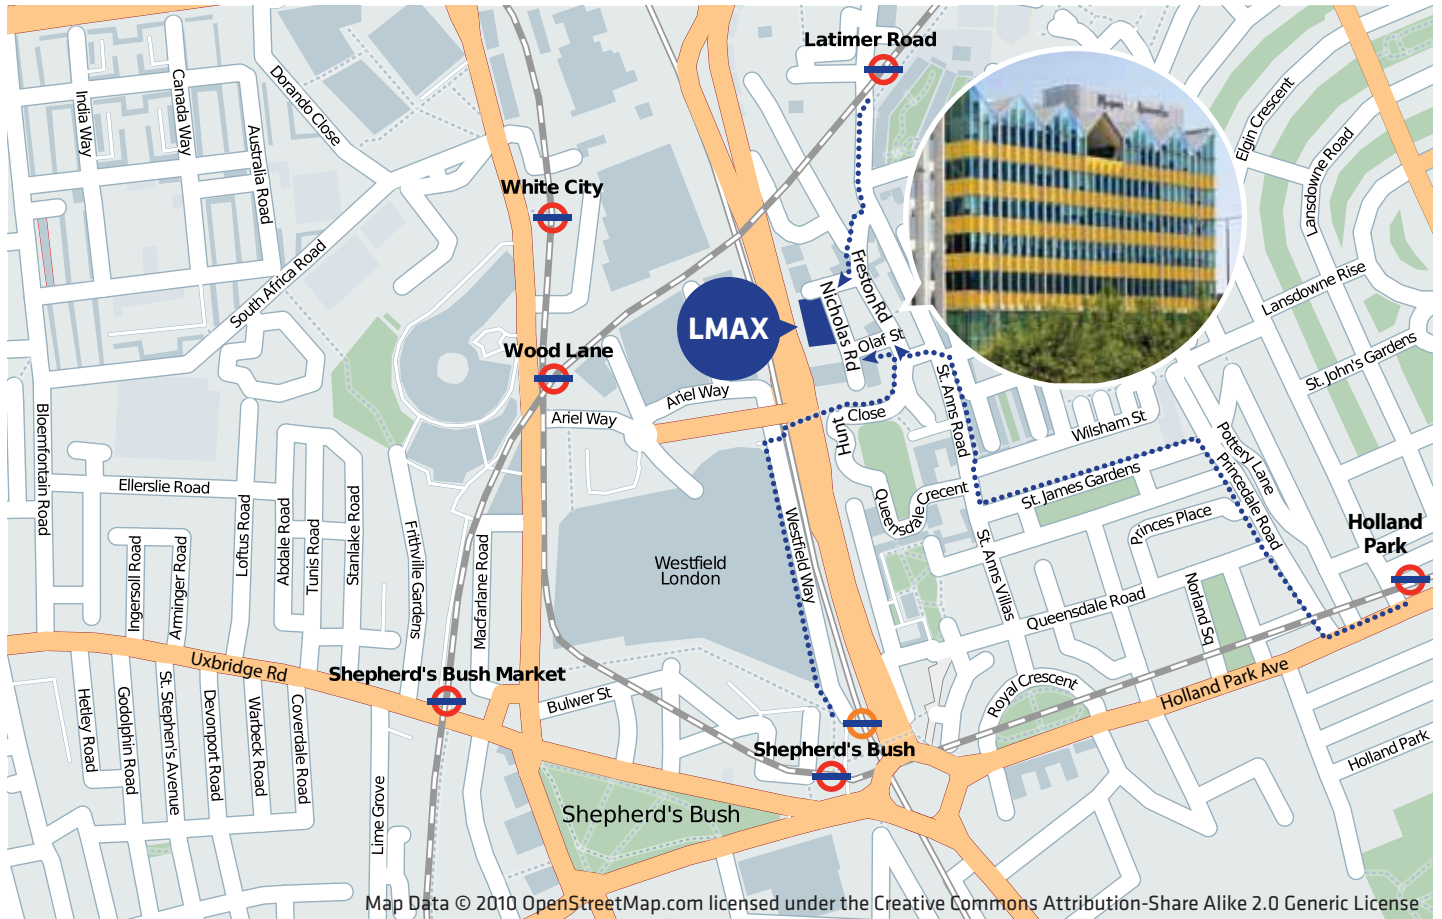 Latimer Road
White City
Wood Lane
LMAX
Holland
Park
Shepherd's Bush Market
Shepherd's Bush
Shepherd's Bush
Westfield
London
India Way
Canada Way
Dorando Close
Australia Road
South Africa Road
Bloemfontain Road
Ellerslie Road
Ingersoll Road
Arminger Road
Loftus Road
Abdale Road
Tunis Road
Stanlake Road
Frithville Gardens
Macfarlane Road
Uxbridge Rd
Hetley Road
Godolphin Road
St. Stephen's Avenue
Devonport Road
Warbeck Road
Coverdale Road
Lime Grove
Bulwer St
Ariel Way
Ariel Way
Westfield Way
Freston Rd
Nicholas Rd
Olaf St
Hunt
Close
St. Anns Road
Queensdale Crecent
St. Anns Villas
Wilsham St
St. James Gardens
Princes Place
Pottery Lane
Princedale Road
Queensdale Road
Norland Sq
Royal Crescent
Holland Park Ave
Holland Park
Elgin Crescent
Lansdowne Road
Lansdowne Rise
St. John's Gardens
Map Data © 2010 OpenStreetMap.com licensed under the Creative Commons Attribution-Share Alike 2.0 Generic License